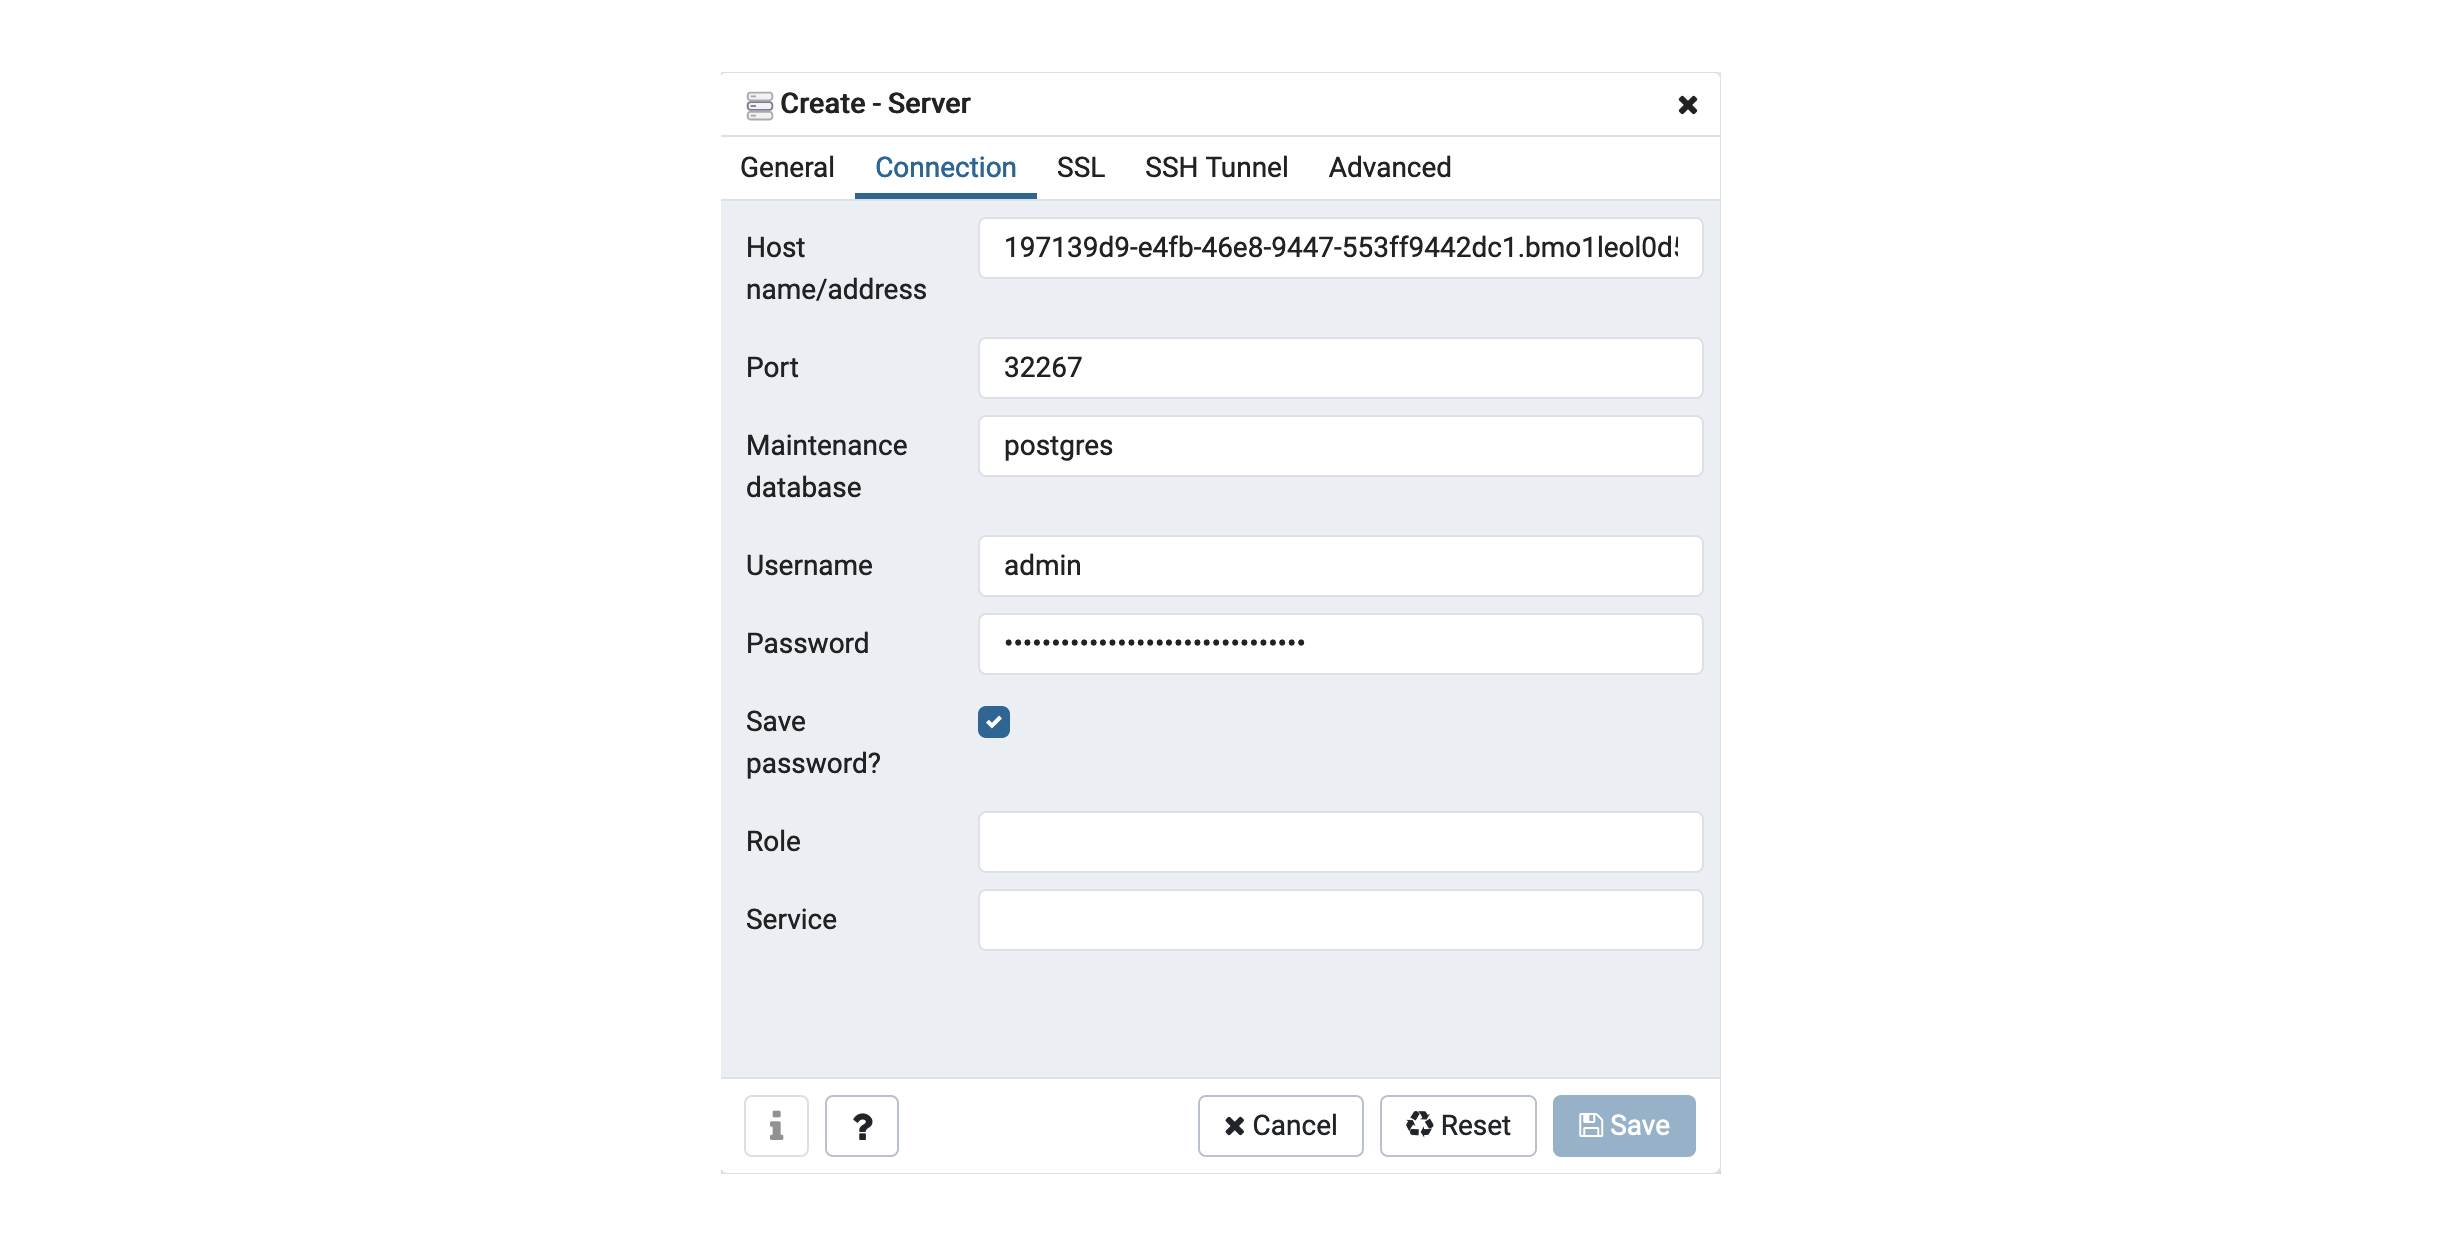 Create - Server
General Connection SSL SSH Tunnel Advanced
Host
name/address
197139d9-e4fb-46e8-9447-553ff9442dc1.bmo1leol0d
Port
32267
Maintenance
database
postgres
Username
admin
Password
••••••••••••••••••••••••••••••••
Save
password?
Role
Service
i ? Cancel Reset Save